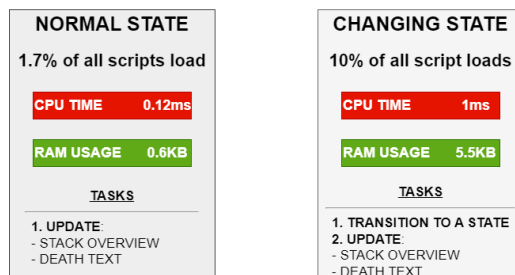 NORMAL STATE
1.7% of all scripts load
CPU TIME 0.12ms
RAM USAGE 0.6KB
TASKS
1. UPDATE:
- STACK OVERVIEW
- DEATH TEXT
CHANGING STATE
10% of all script loads
CPU TIME 1ms
RAM USAGE 5.5KB
TASKS
1. TRANSITION TO A STATE
2. UPDATE:
- STACK OVERVIEW
- DEATH TEXT